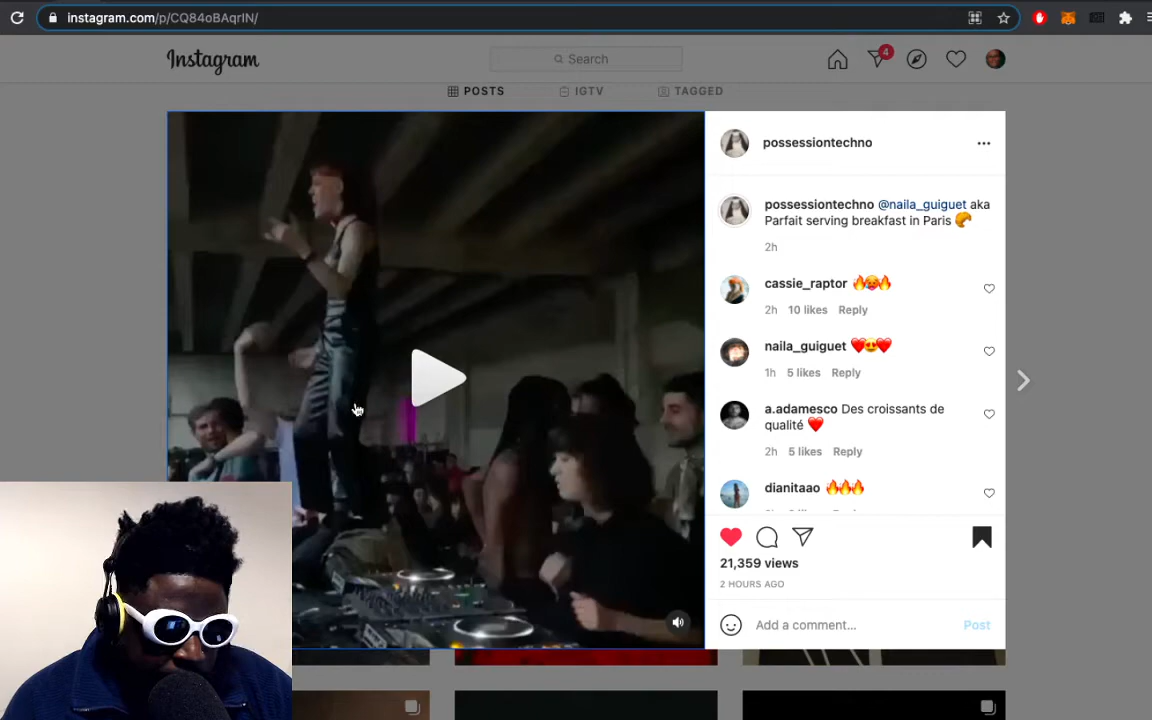 instagram.com/p/CQ84oBAqrIN/
Instagram
Search
4
POSTS
IGTV
TAGGED
possessiontechno
possessiontechno @naila_guiguet aka
Parfait serving breakfast in Paris 🥐
2h
cassie_raptor 🔥🥵🔥
2h 10 likes Reply
naila_guiguet ❤️😍❤️
1h 5 likes Reply
a.adamesco Des croissants de
qualité ❤️
2h 5 likes Reply
dianitaao 🔥🔥🔥
21,359 views
2 HOURS AGO
Add a comment...
Post